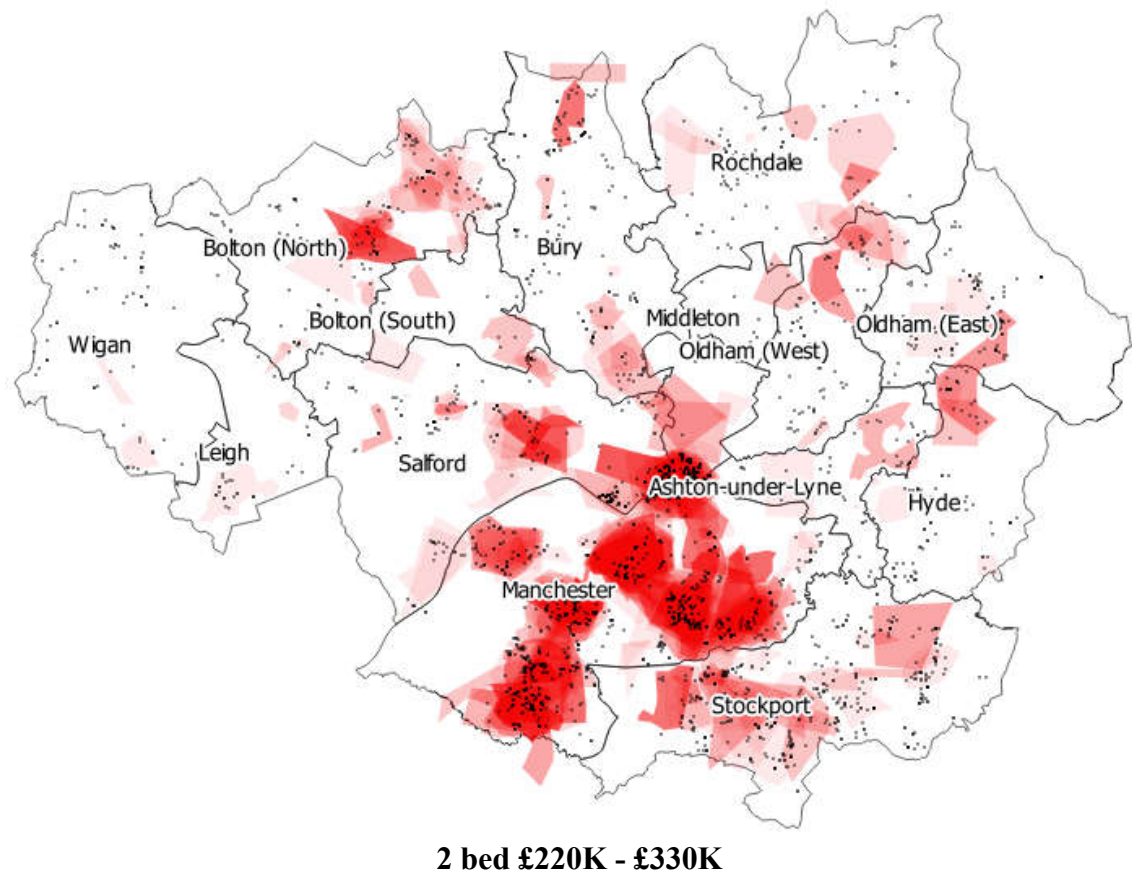 Rochdale
Bolton (North)
Bury
Bolton (South)
Middleton
Oldham (East)
Wigan
Oldham (West)
Leigh
Salford
Ashton-under-Lyne
Hyde
Manchester
Stockport
2 bed £220K - £330K